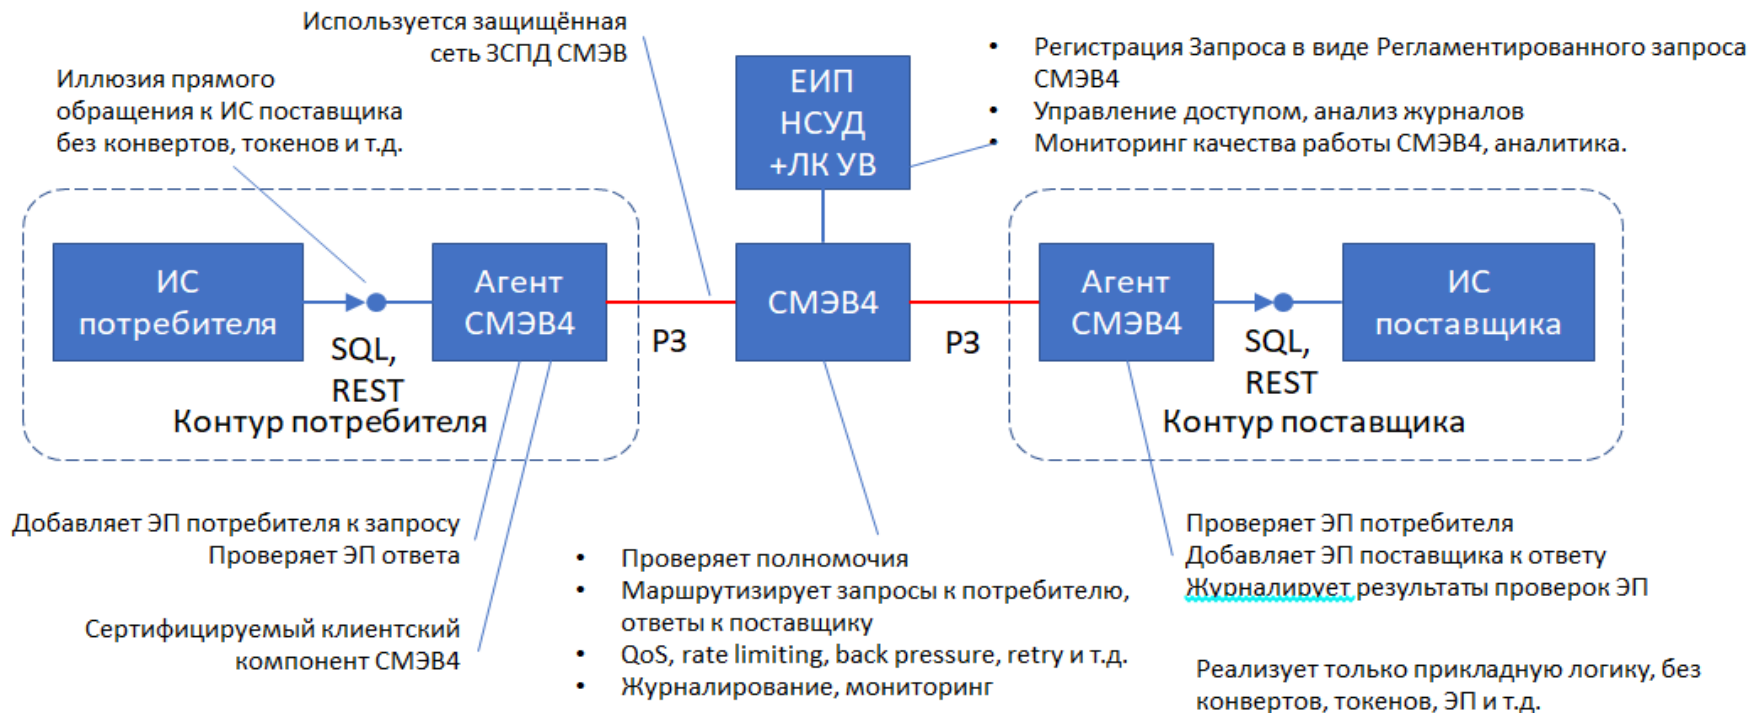 Используется защищённая
сеть ЗСПД СМЭВ
Иллюзия прямого
обращения к ИС поставщика
без конвертов, токенов и т.д.
ЕИП
НСУД
+ЛК УВ
• Регистрация Запроса в виде Регламентированного запроса
СМЭВ4
• Управление доступом, анализ журналов
• Мониторинг качества работы СМЭВ4, аналитика.
ИС
потребителя
SQL,
REST
Агент
СМЭВ4
Контур потребителя
РЗ
СМЭВ4
РЗ
Агент
СМЭВ4
SQL,
REST
ИС
поставщика
Контур поставщика
Добавляет ЭП потребителя к запросу
Проверяет ЭП ответа
Сертифицируемый клиентский
компонент СМЭВ4
• Проверяет полномочия
• Маршрутизирует запросы к потребителю,
ответы к поставщику
• QoS, rate limiting, back pressure, retry и т.д.
• Журналирование, мониторинг
Проверяет ЭП потребителя
Добавляет ЭП поставщика к ответу
Журналирует результаты проверок ЭП
Реализует только прикладную логику, без
конвертов, токенов, ЭП и т.д.